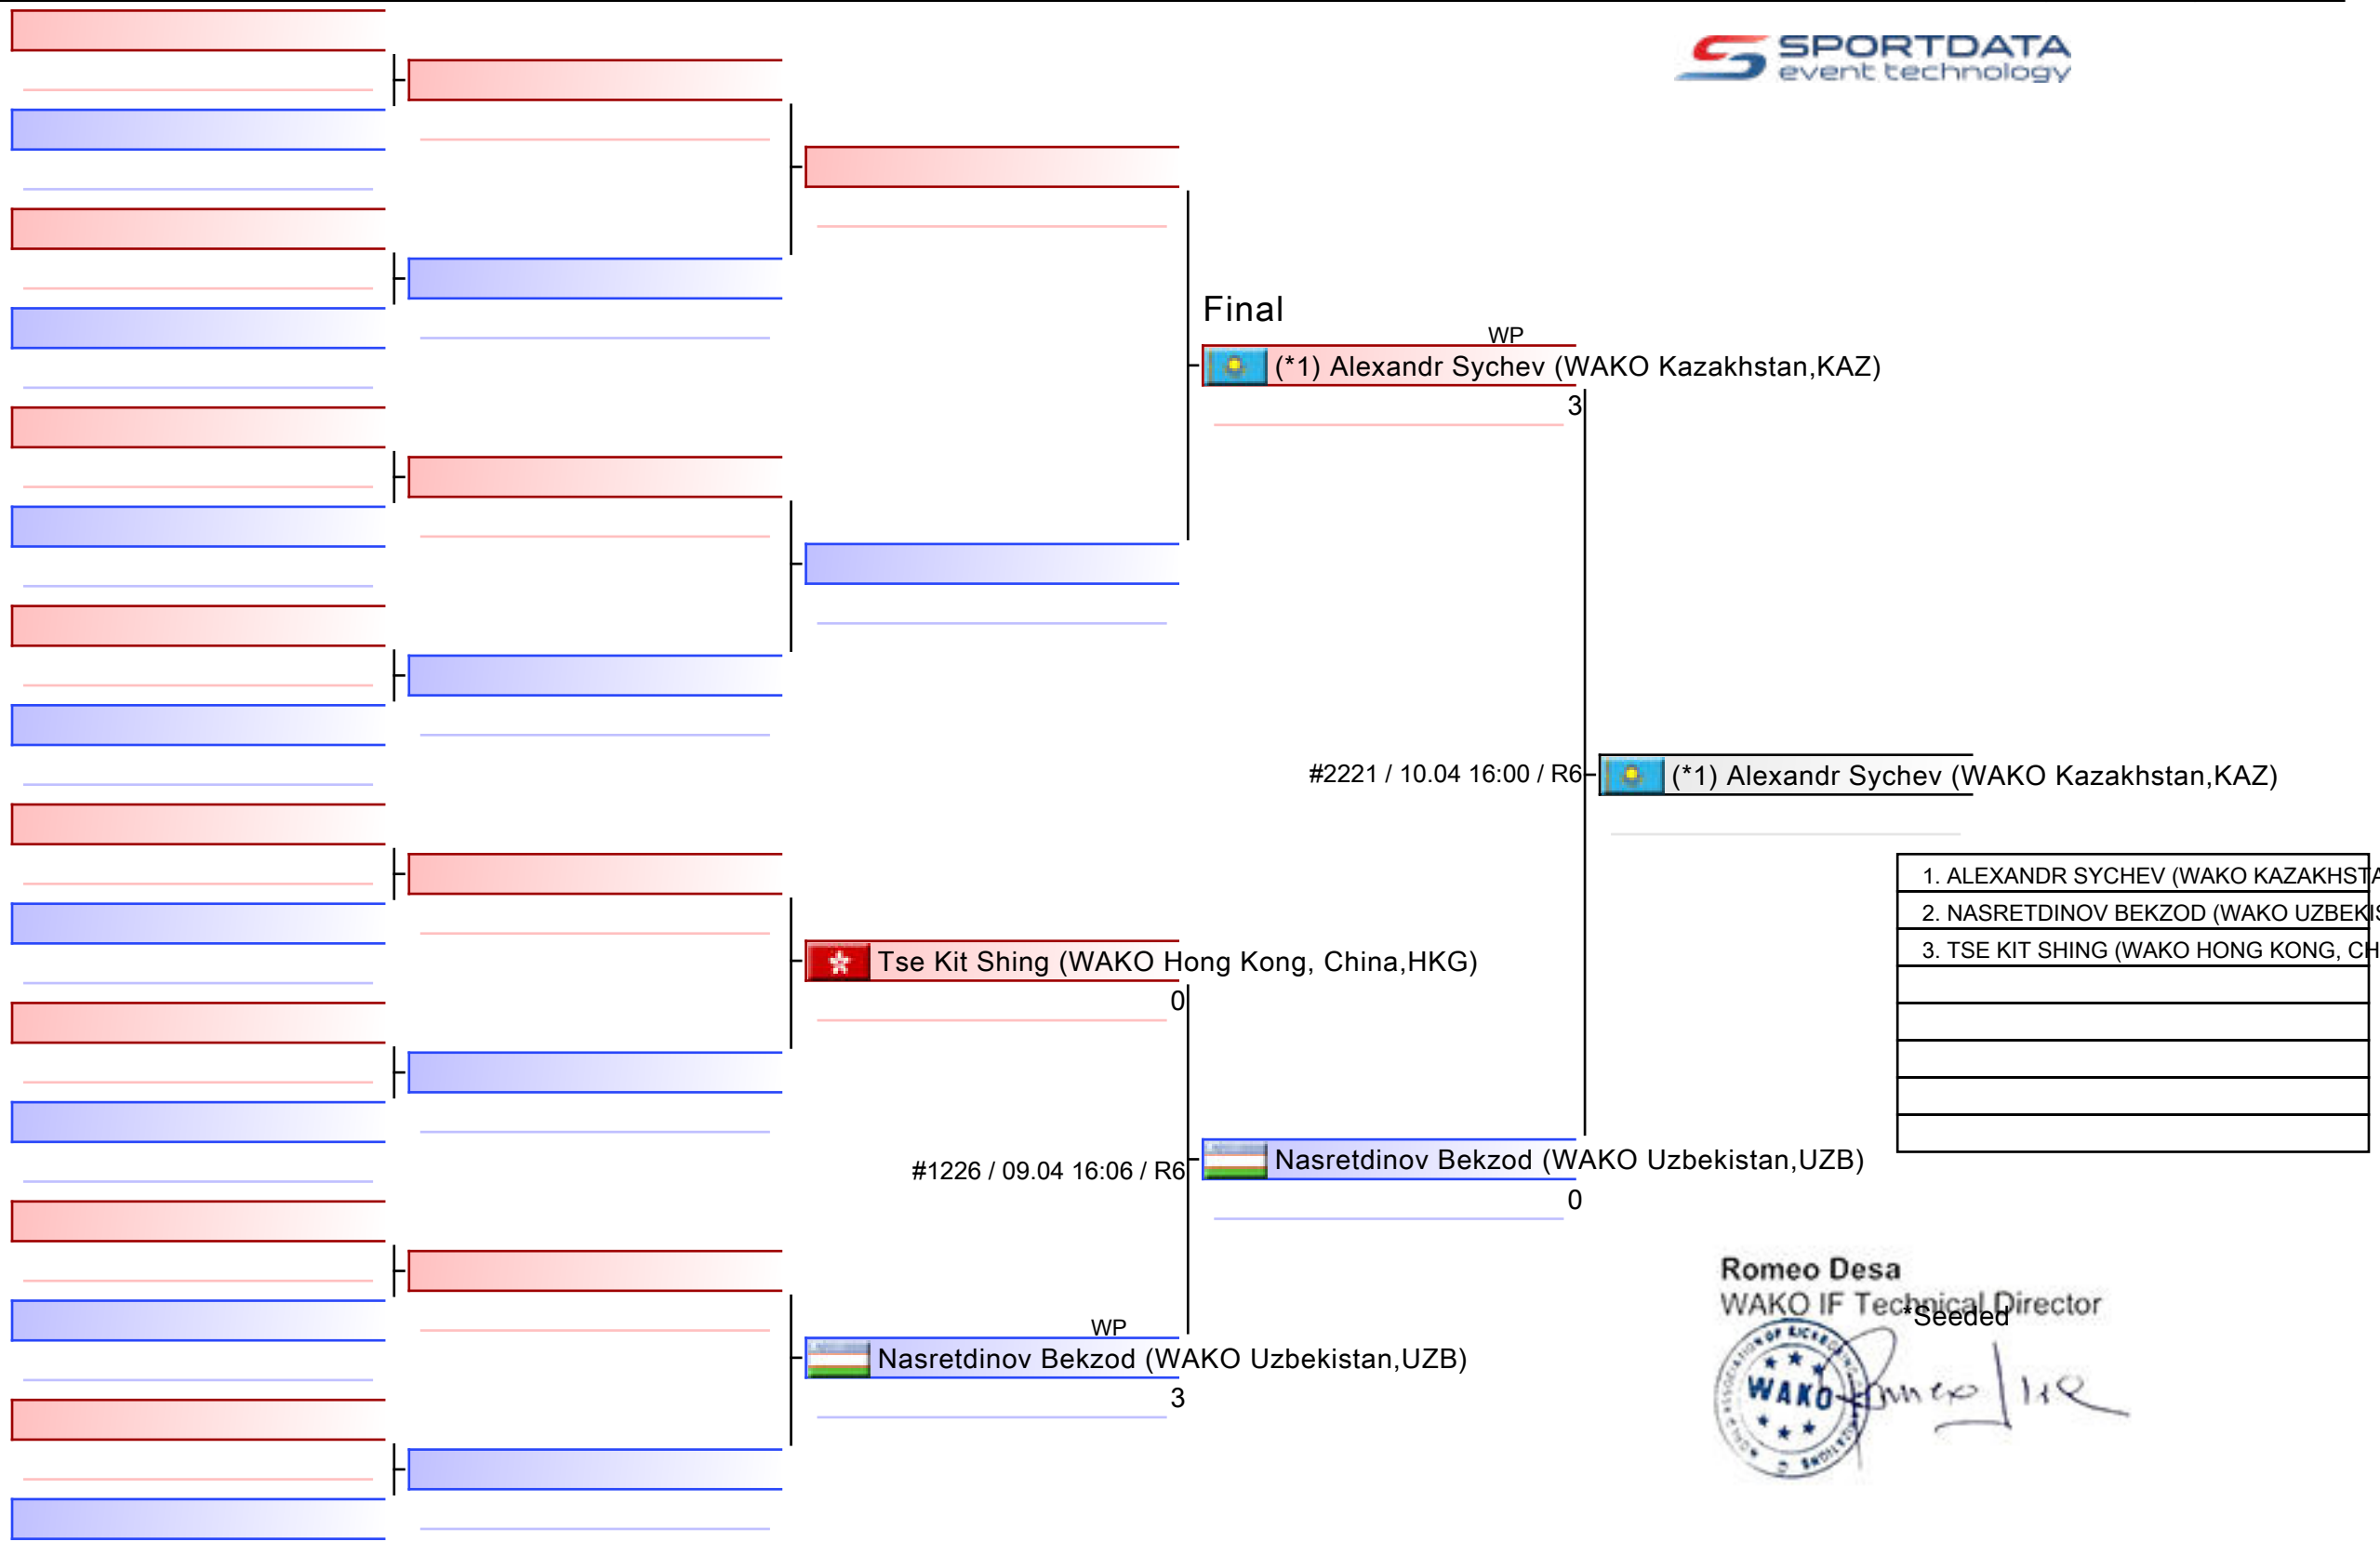 SPORTDATA
event technology
Final
WP
(*1) Alexandr Sychev (WAKO Kazakhstan,KAZ)
3
#2221 / 10.04 16:00 / R6
(*1) Alexandr Sychev (WAKO Kazakhstan,KAZ)
1. ALEXANDR SYCHEV (WAKO KAZAKHSTA
2. NASRETDINOV BEKZOD (WAKO UZBEKIS
3. TSE KIT SHING (WAKO HONG KONG, CH
Tse Kit Shing (WAKO Hong Kong, China,HKG)
0
#1226 / 09.04 16:06 / R6
Nasretdinov Bekzod (WAKO Uzbekistan,UZB)
0
WP
Nasretdinov Bekzod (WAKO Uzbekistan,UZB)
3
Romeo Desa
WAKO IF Technical Director
*Seeded
WAKO